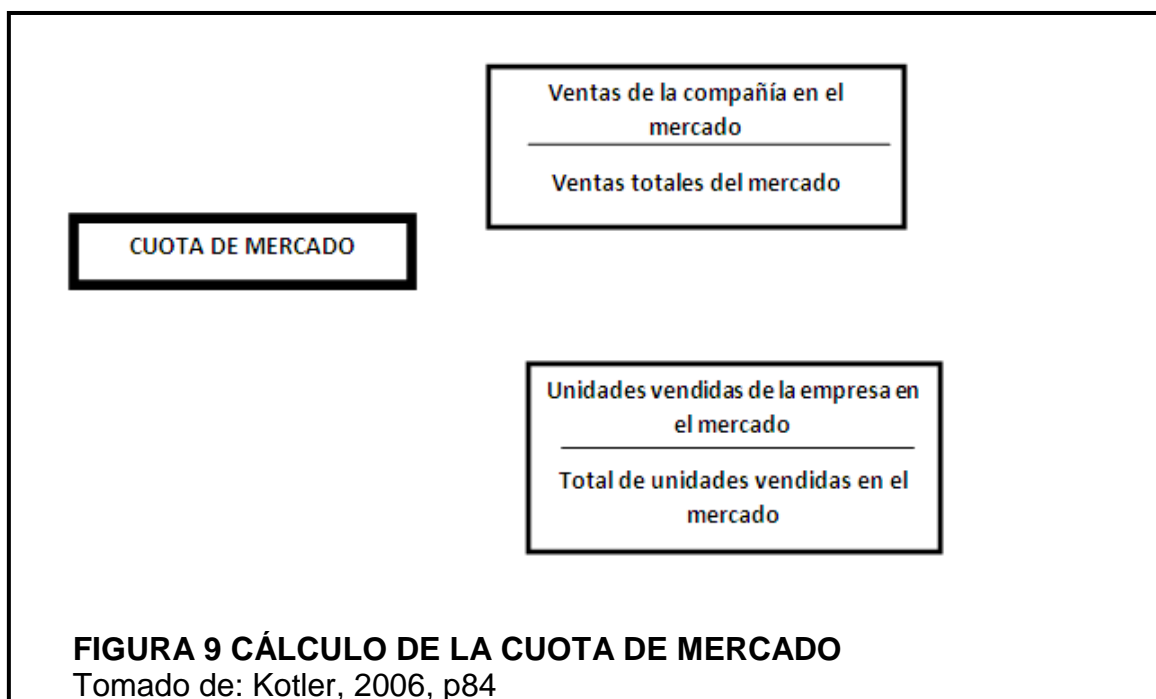 Ventas de la compañía en el
mercado
Ventas totales del mercado
CUOTA DE MERCADO
Unidades vendidas de la empresa en
el mercado
Total de unidades vendidas en el
mercado
FIGURA 9 CÁLCULO DE LA CUOTA DE MERCADO
Tomado de: Kotler, 2006, p84